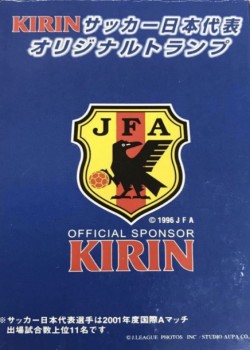 KIRINサッカー日本代表
オリジナルトランプ
JFA
©1996 JFA
OFFICIAL SPONSOR
KIRIN
※サッカー日本代表選手は2001年度国際Aマッチ
出場試合数上位11名です
©J.LEAGUE PHOTOS INC STUDIO AUPA CO.